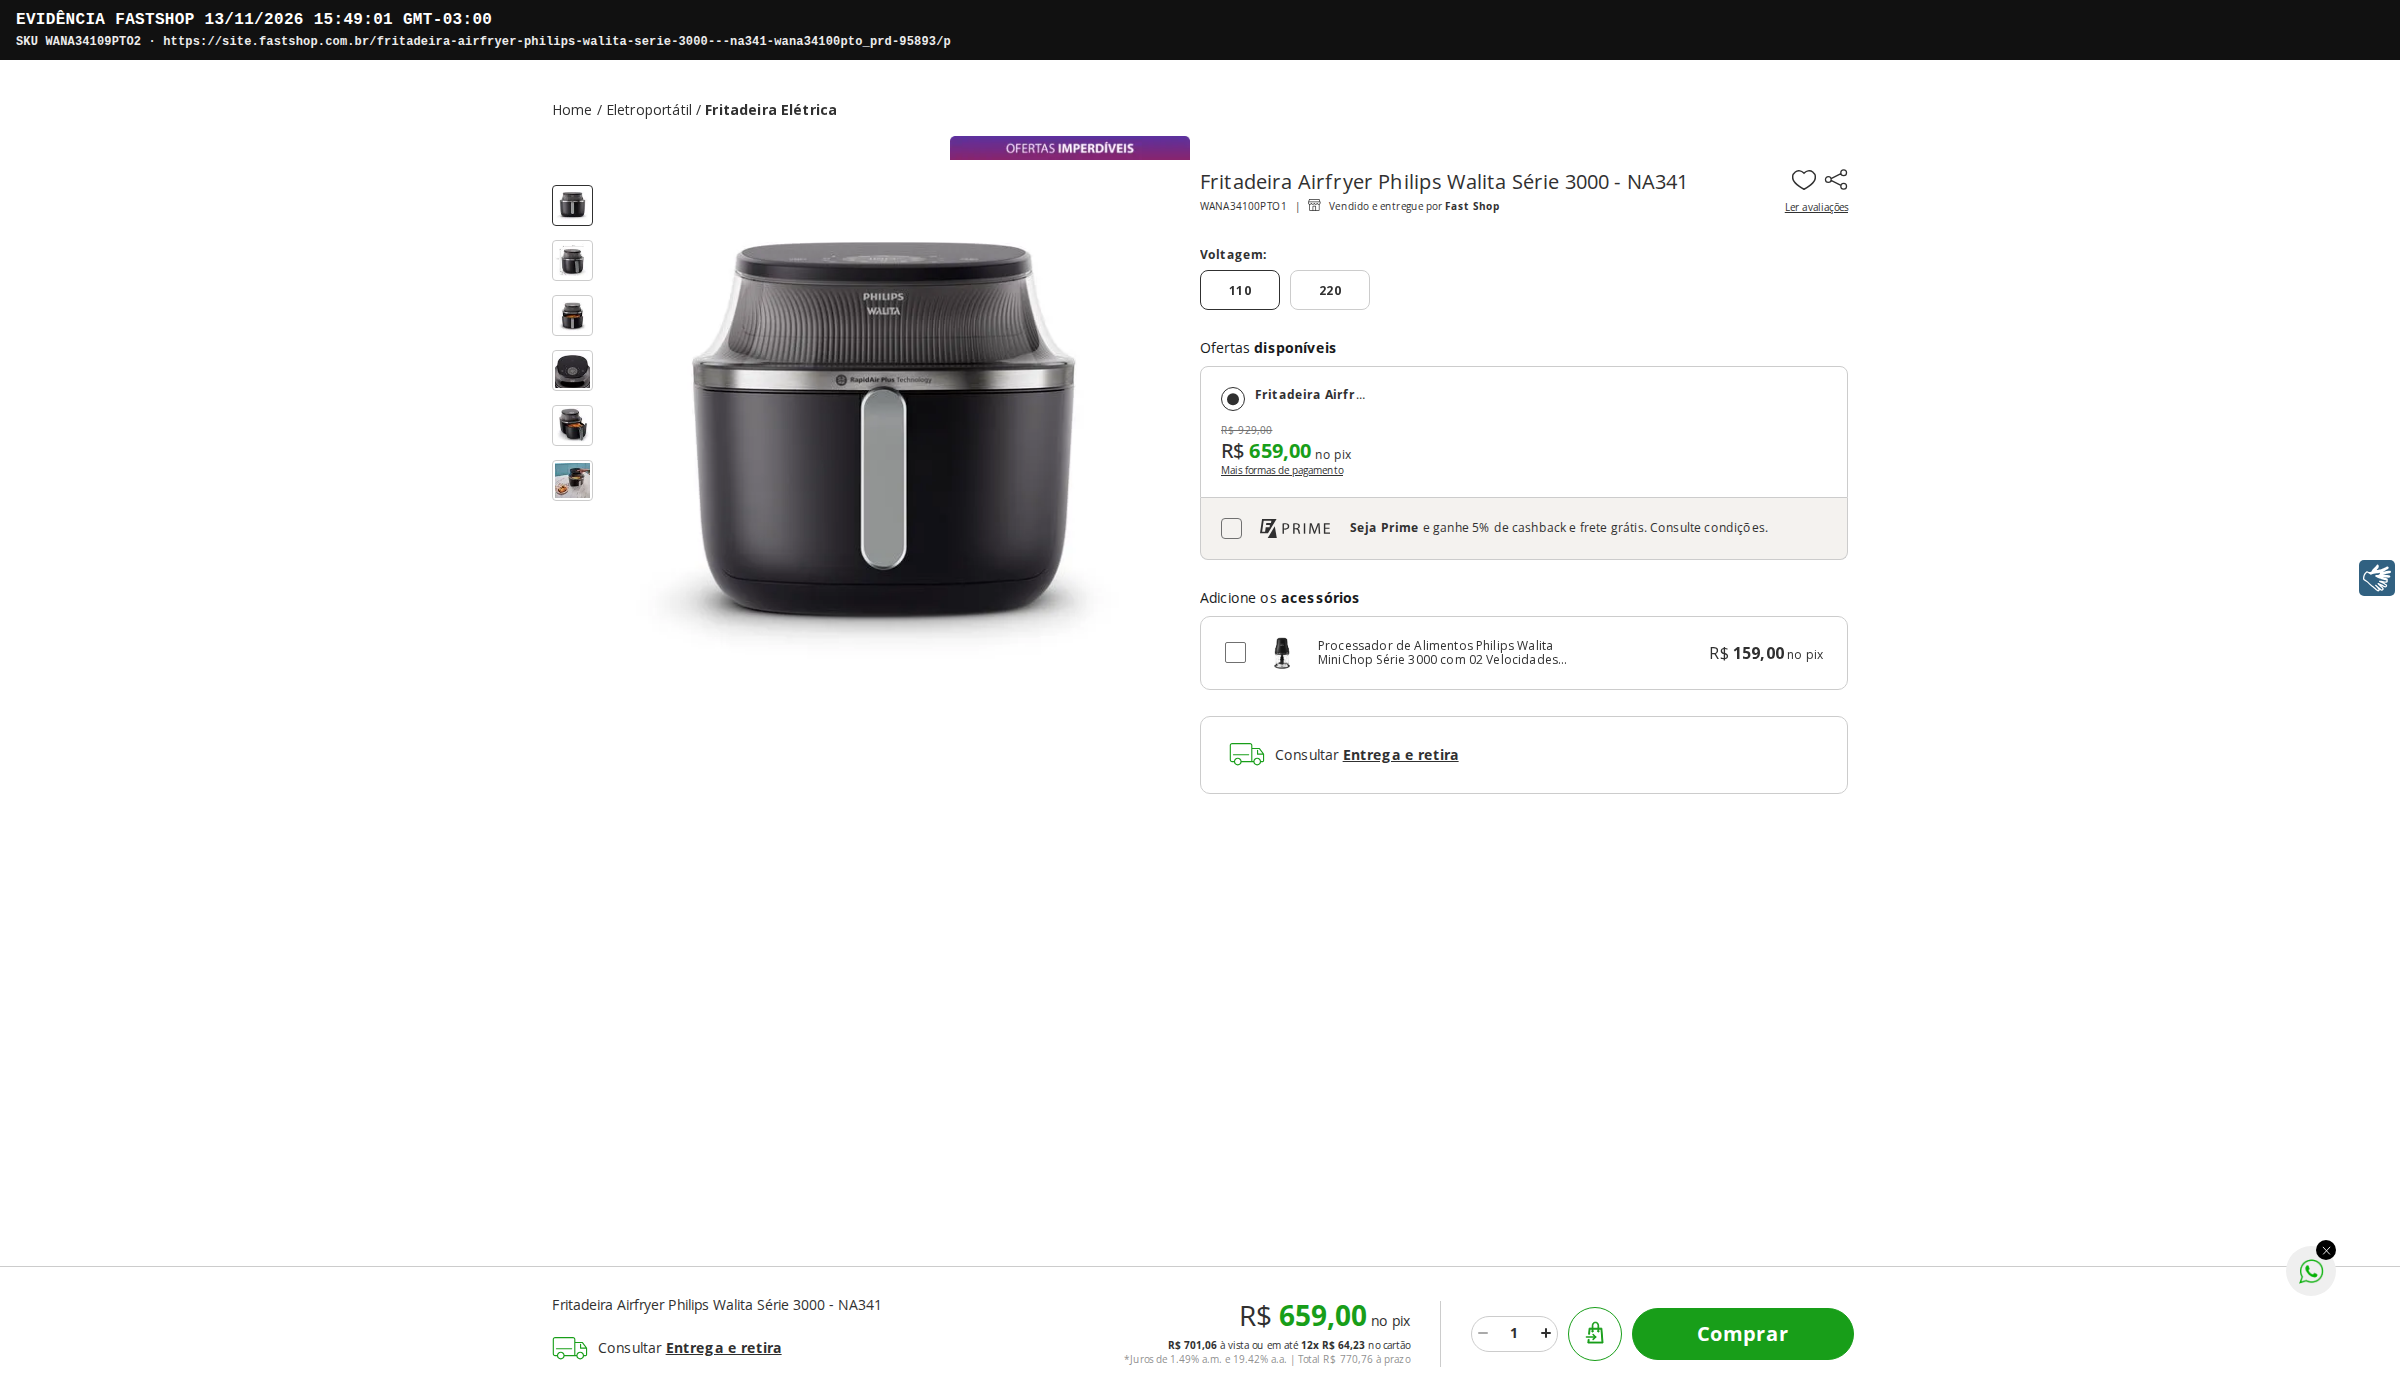 EVIDÊNCIA FASTSHOP 13/11/2026 15:49:01 GMT-03:00
SKU WANA34109PTO2 · https://site.fastshop.com.br/fritadeira-airfryer-philips-walita-serie-3000---na341-wana34100pto_prd-95893/p
Home / Eletroportátil / Fritadeira Elétrica
OFERTAS IMPERDÍVEIS
Fritadeira Airfryer Philips Walita Série 3000 - NA341
WANA34100PTO1 | Vendido e entregue por Fast Shop
Ler avaliações
PHILIPS
WALITA
RapidAir Plus Technology
Voltagem:
110
220
Ofertas disponíveis
Fritadeira Airfr...
R$ 929,00
R$ 659,00 no pix
Mais formas de pagamento
PRIME Seja Prime e ganhe 5% de cashback e frete grátis. Consulte condições.
Adicione os acessórios
Processador de Alimentos Philips Walita
MiniChop Série 3000 com 02 Velocidades...
R$ 159,00 no pix
Consultar Entrega e retira
Fritadeira Airfryer Philips Walita Série 3000 - NA341
Consultar Entrega e retira
R$ 659,00 no pix
R$ 701,06 à vista ou em até 12x R$ 64,23 no cartão
*Juros de 1.49% a.m. e 19.42% a.a. | Total R$ 770,76 à prazo
1
Comprar